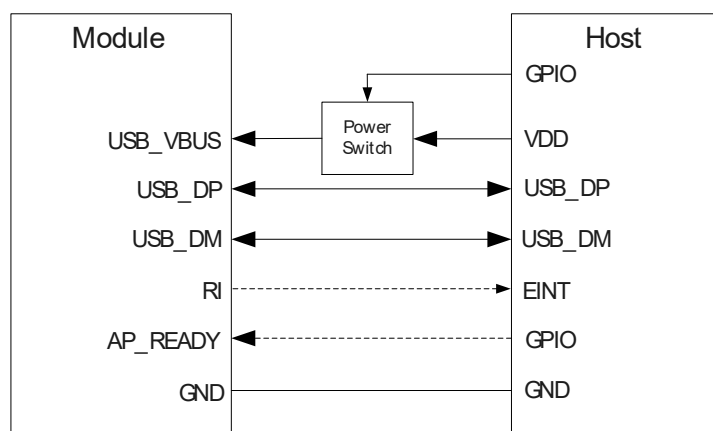 Module
Host
GPIO
Power
Switch
USB_VBUS
VDD
USB_DP
USB_DP
USB_DM
USB_DM
RI
EINT
AP_READY
GPIO
GND
GND